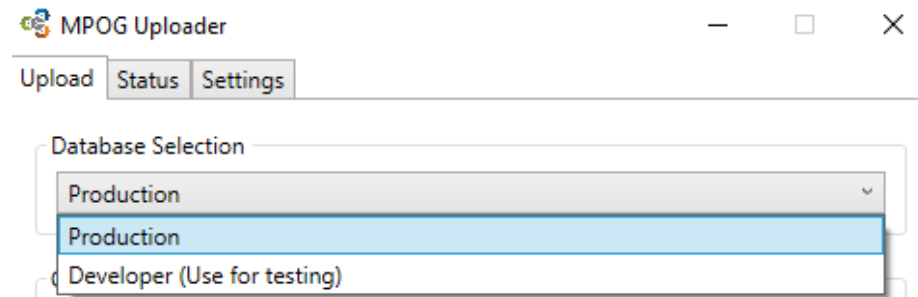 MPOG Uploader
Upload Status Settings
Database Selection
Production
Production
Developer (Use for testing)